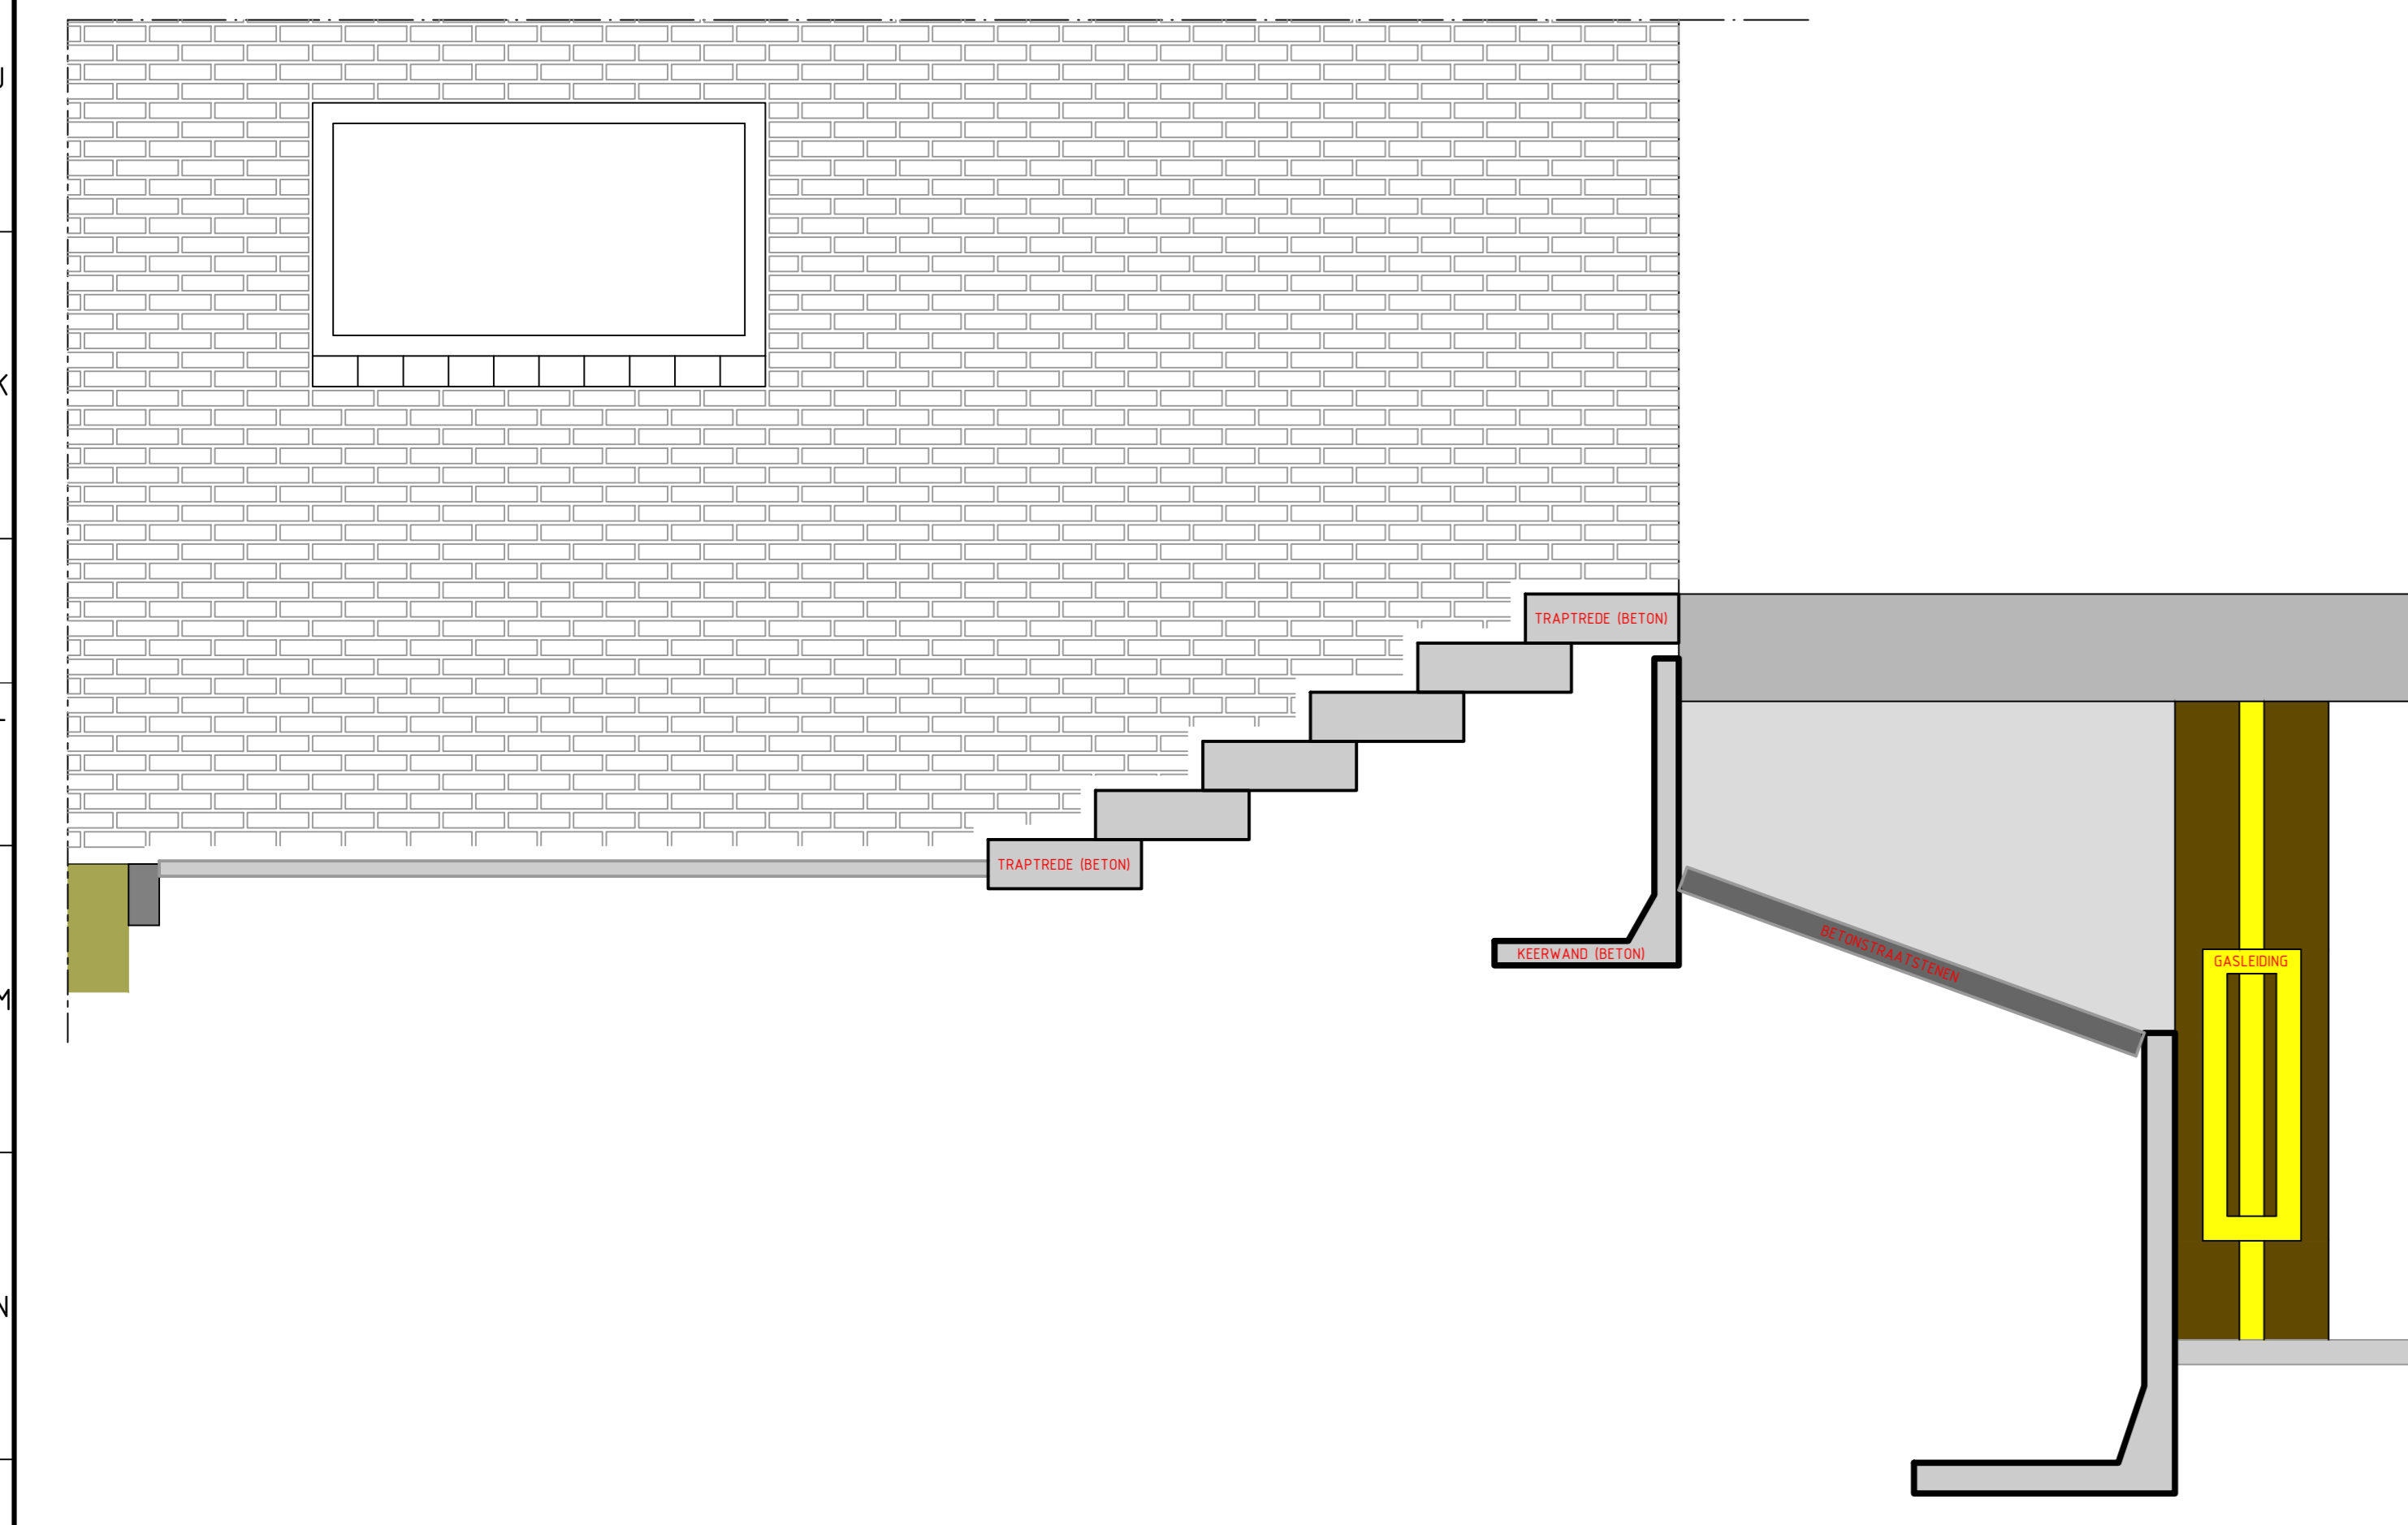 K
TRAPTREDE (BETON)
TRAPTREDE (BETON)
BETONSTRAATSTENEN
KEERWAND (BETON)
GASLEIDING
M
N